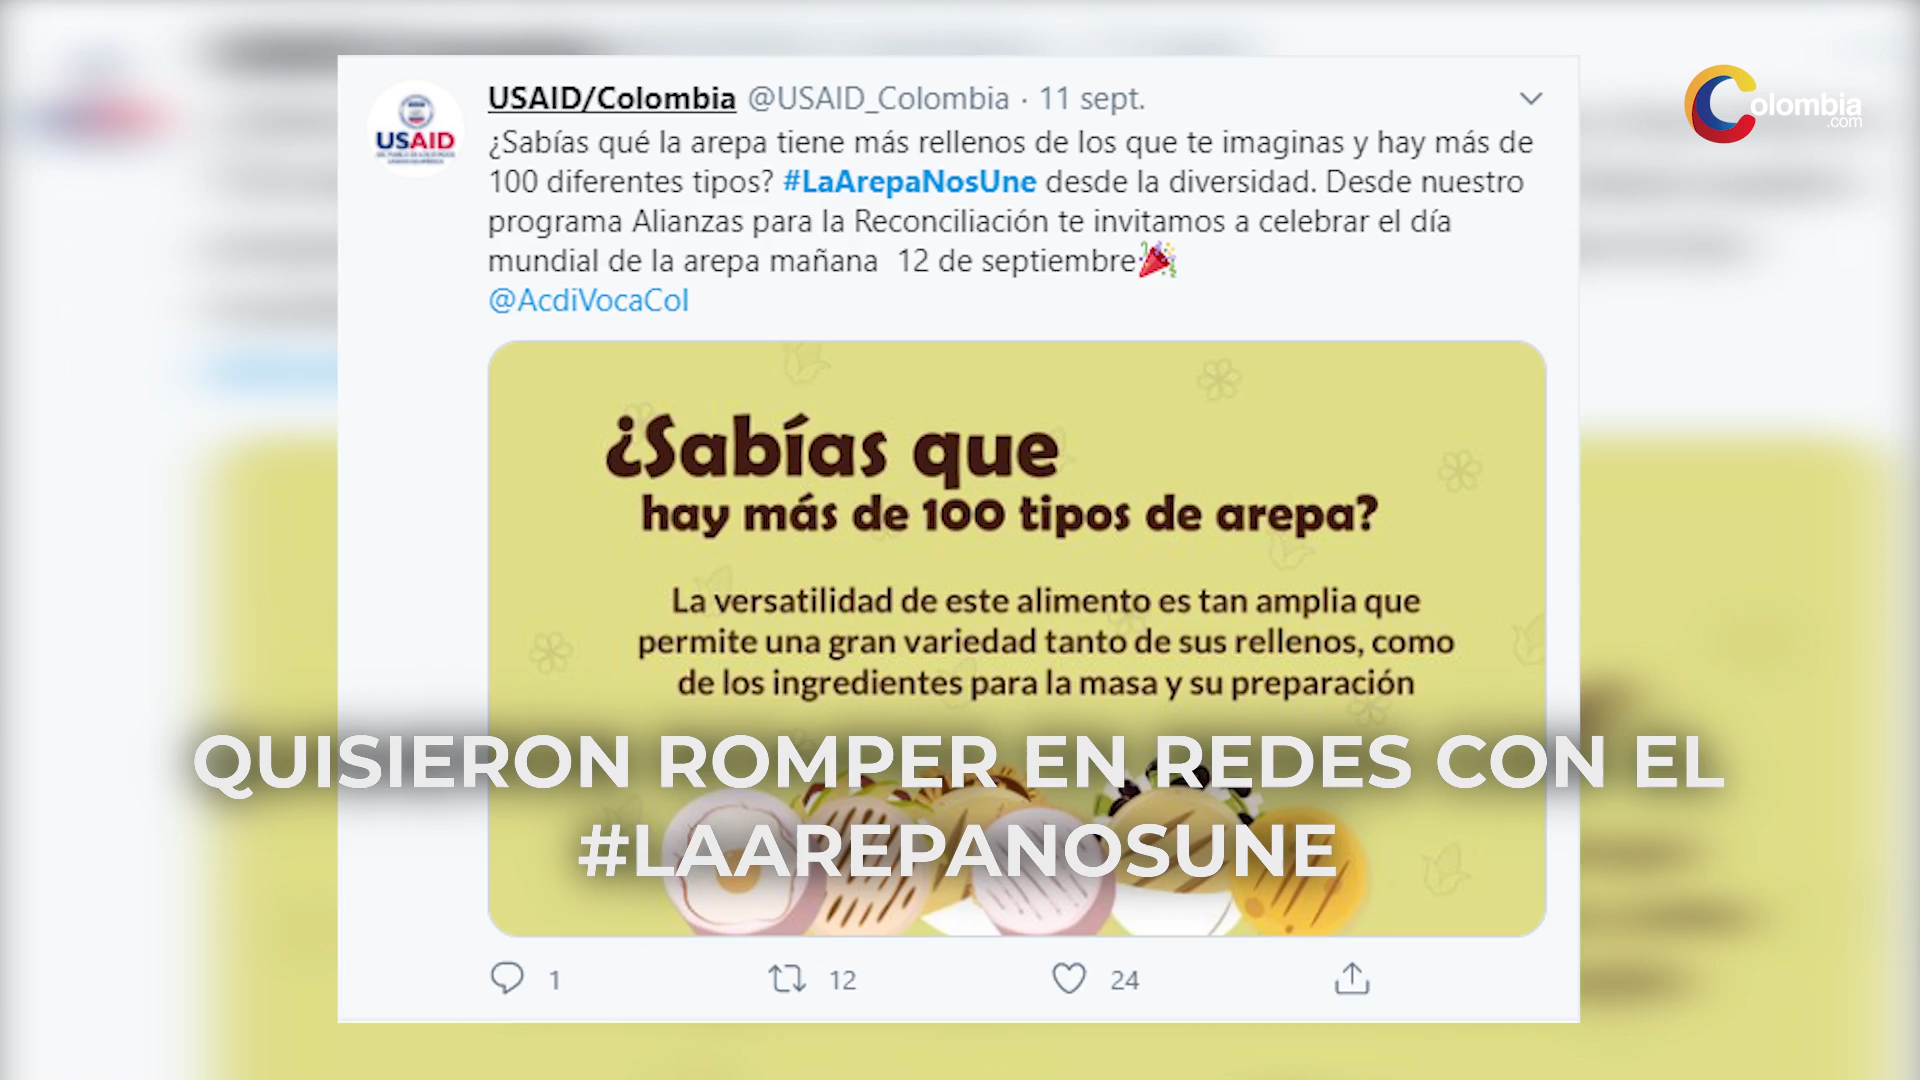 USAID/Colombia @USAID_Colombia · 11 sept.
Colombia
.com
USAID
¿Sabías qué la arepa tiene más rellenos de los que te imaginas y hay más de
100 diferentes tipos? #LaArepaNosUne desde la diversidad. Desde nuestro
programa Alianzas para la Reconciliación te invitamos a celebrar el día
mundial de la arepa mañana 12 de septiembre🎉
@AcdiVocaCol
¿Sabías que
hay más de 100 tipos de arepa?
La versatilidad de este alimento es tan amplia que
permite una gran variedad tanto de sus rellenos, como
de los ingredientes para la masa y su preparación
QUISIERON ROMPER EN REDES CON EL
#LAAREPANOSUNE
1 12 24